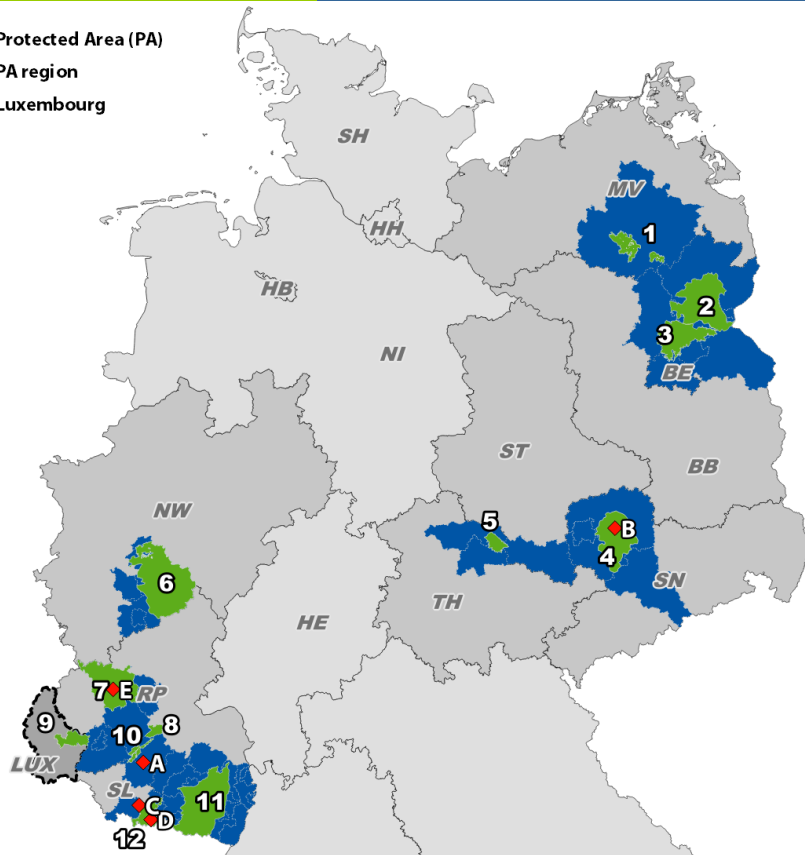 Protected Area (PA)
PA region
Luxembourg
SH
MV
HH
1
HB
2
3
NI
BE
ST
BB
NW
5
B
4
6
SN
TH
HE
7 E RP
9
8
10
LUX
A
SL
C
11
D
12